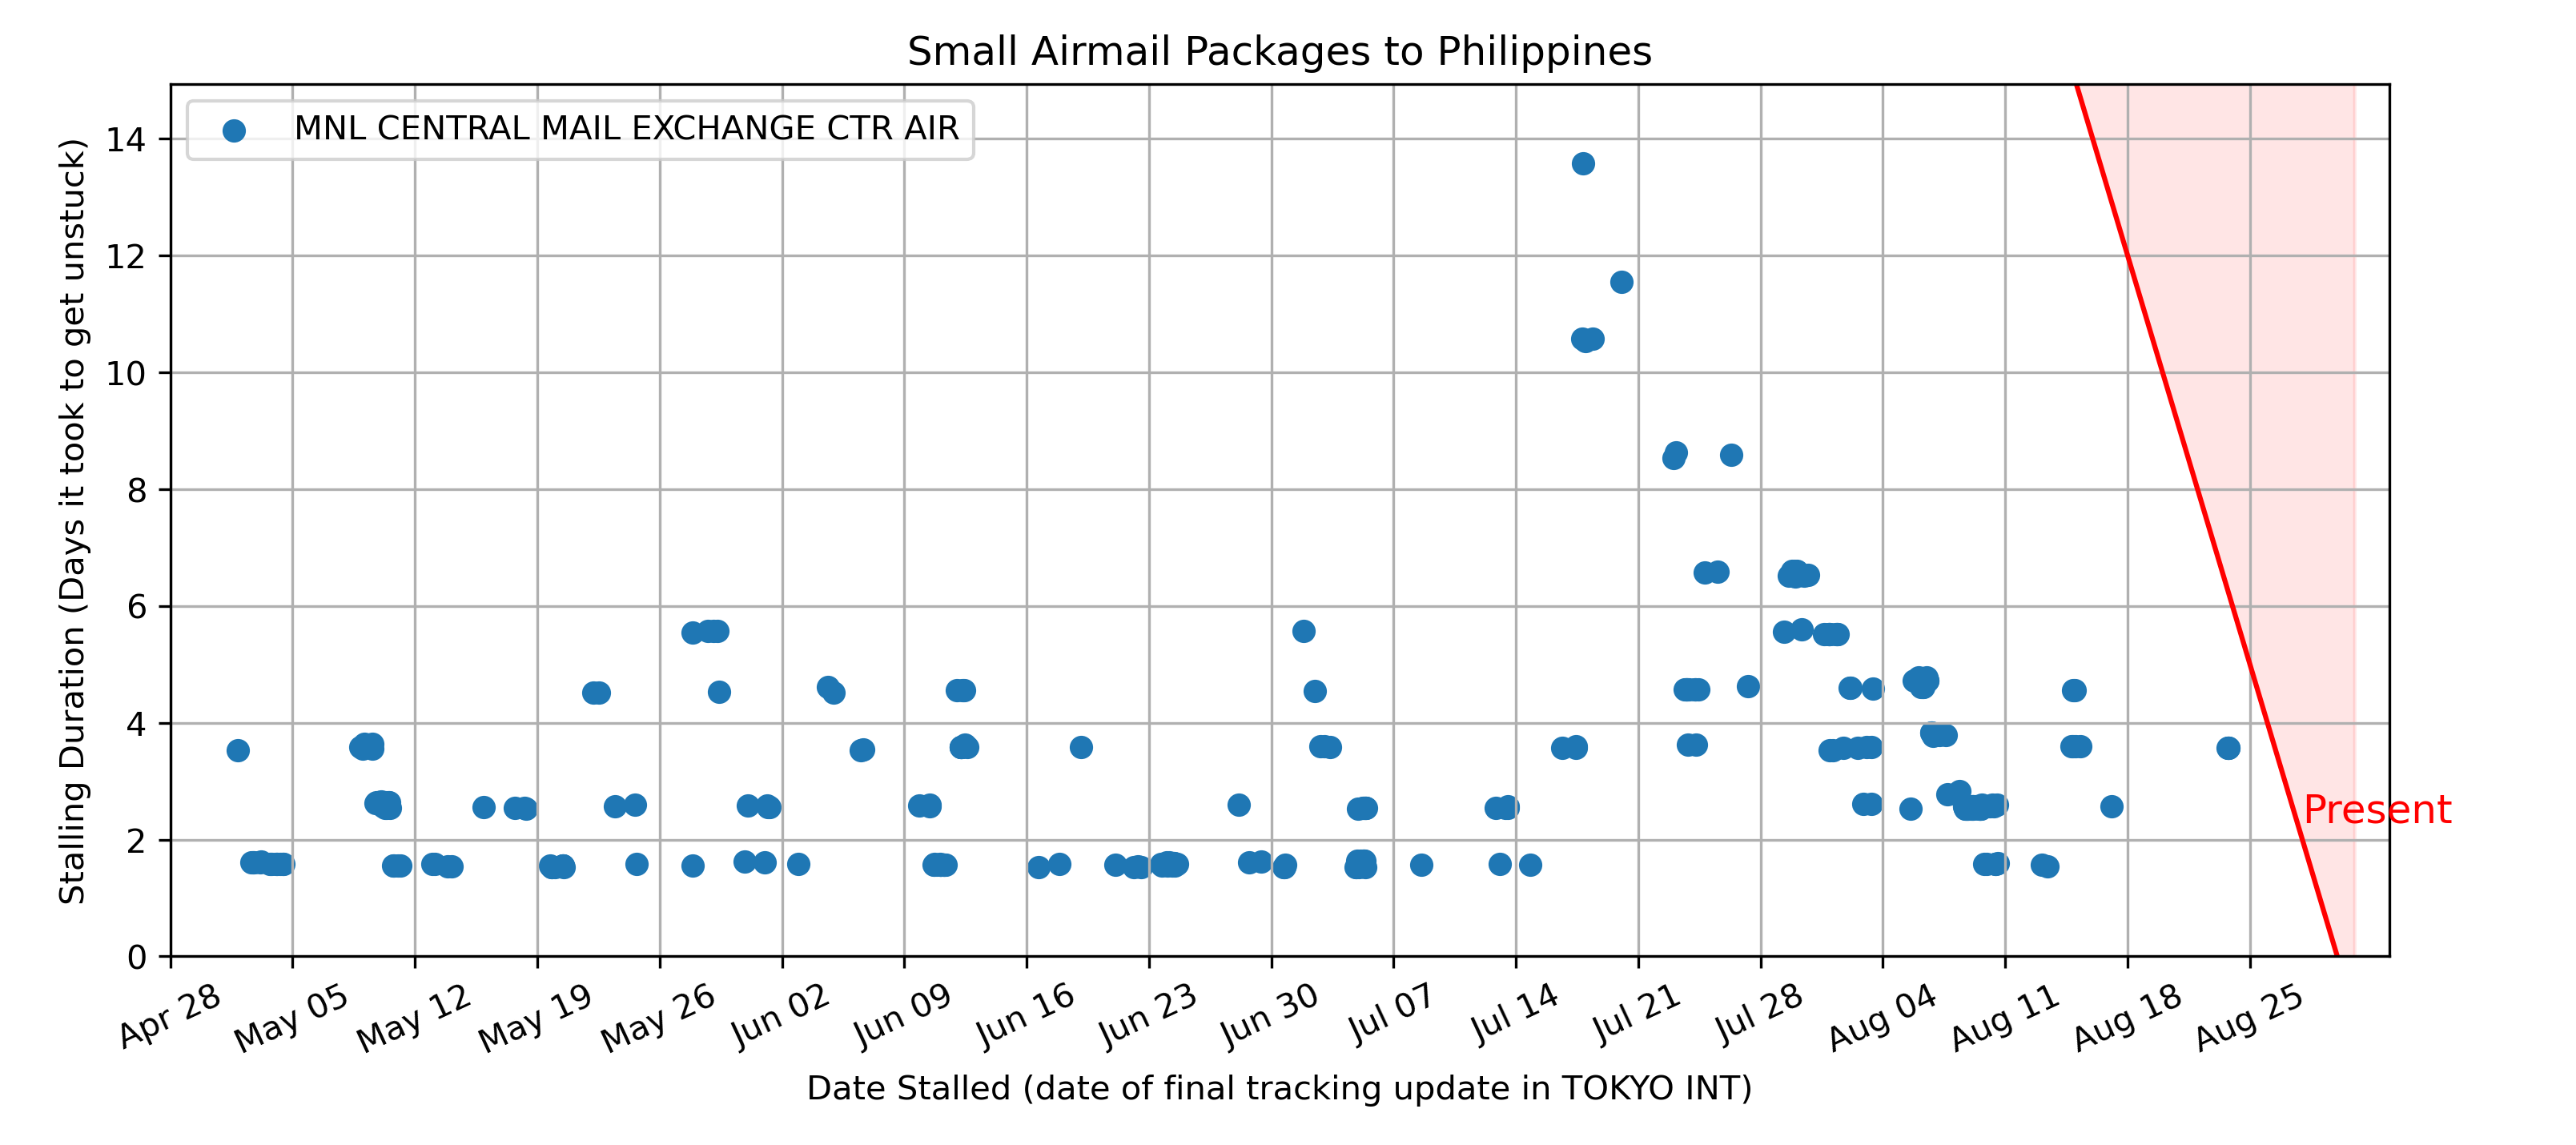 Small Airmail Packages to Philippines
MNL CENTRAL MAIL EXCHANGE CTR AIR
Stalling Duration (Days it took to get unstuck)
14
12
10
8
6
4
2
0
Present
Apr 28
May 05
May 12
May 19
May 26
Jun 02
Jun 09
Jun 16
Jun 23
Jun 30
Jul 07
Jul 14
Jul 21
Jul 28
Aug 04
Aug 11
Aug 18
Aug 25
Date Stalled (date of final tracking update in TOKYO INT)